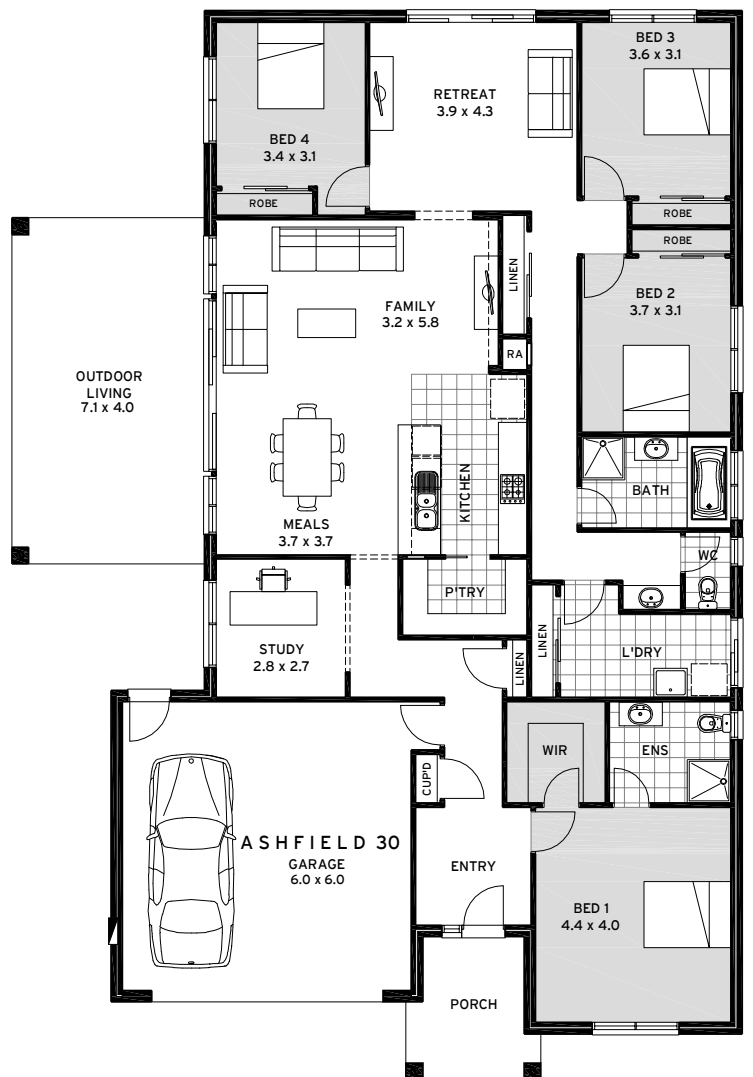 BED 3
3.6 x 3.1
RETREAT
3.9 x 4.3
BED 4
3.4 x 3.1
ROBE
ROBE
ROBE
LINEN
BED 2
3.7 x 3.1
FAMILY
3.2 x 5.8
RA
OUTDOOR
LIVING
7.1 x 4.0
KITCHEN
BATH
MEALS
3.7 x 3.7
WC
P'TRY
STUDY
2.8 x 2.7
LINEN
LINEN
L'DRY
WIR
ENS
CUP'D
ASHFIELD 30
GARAGE
6.0 x 6.0
ENTRY
BED 1
4.4 x 4.0
PORCH